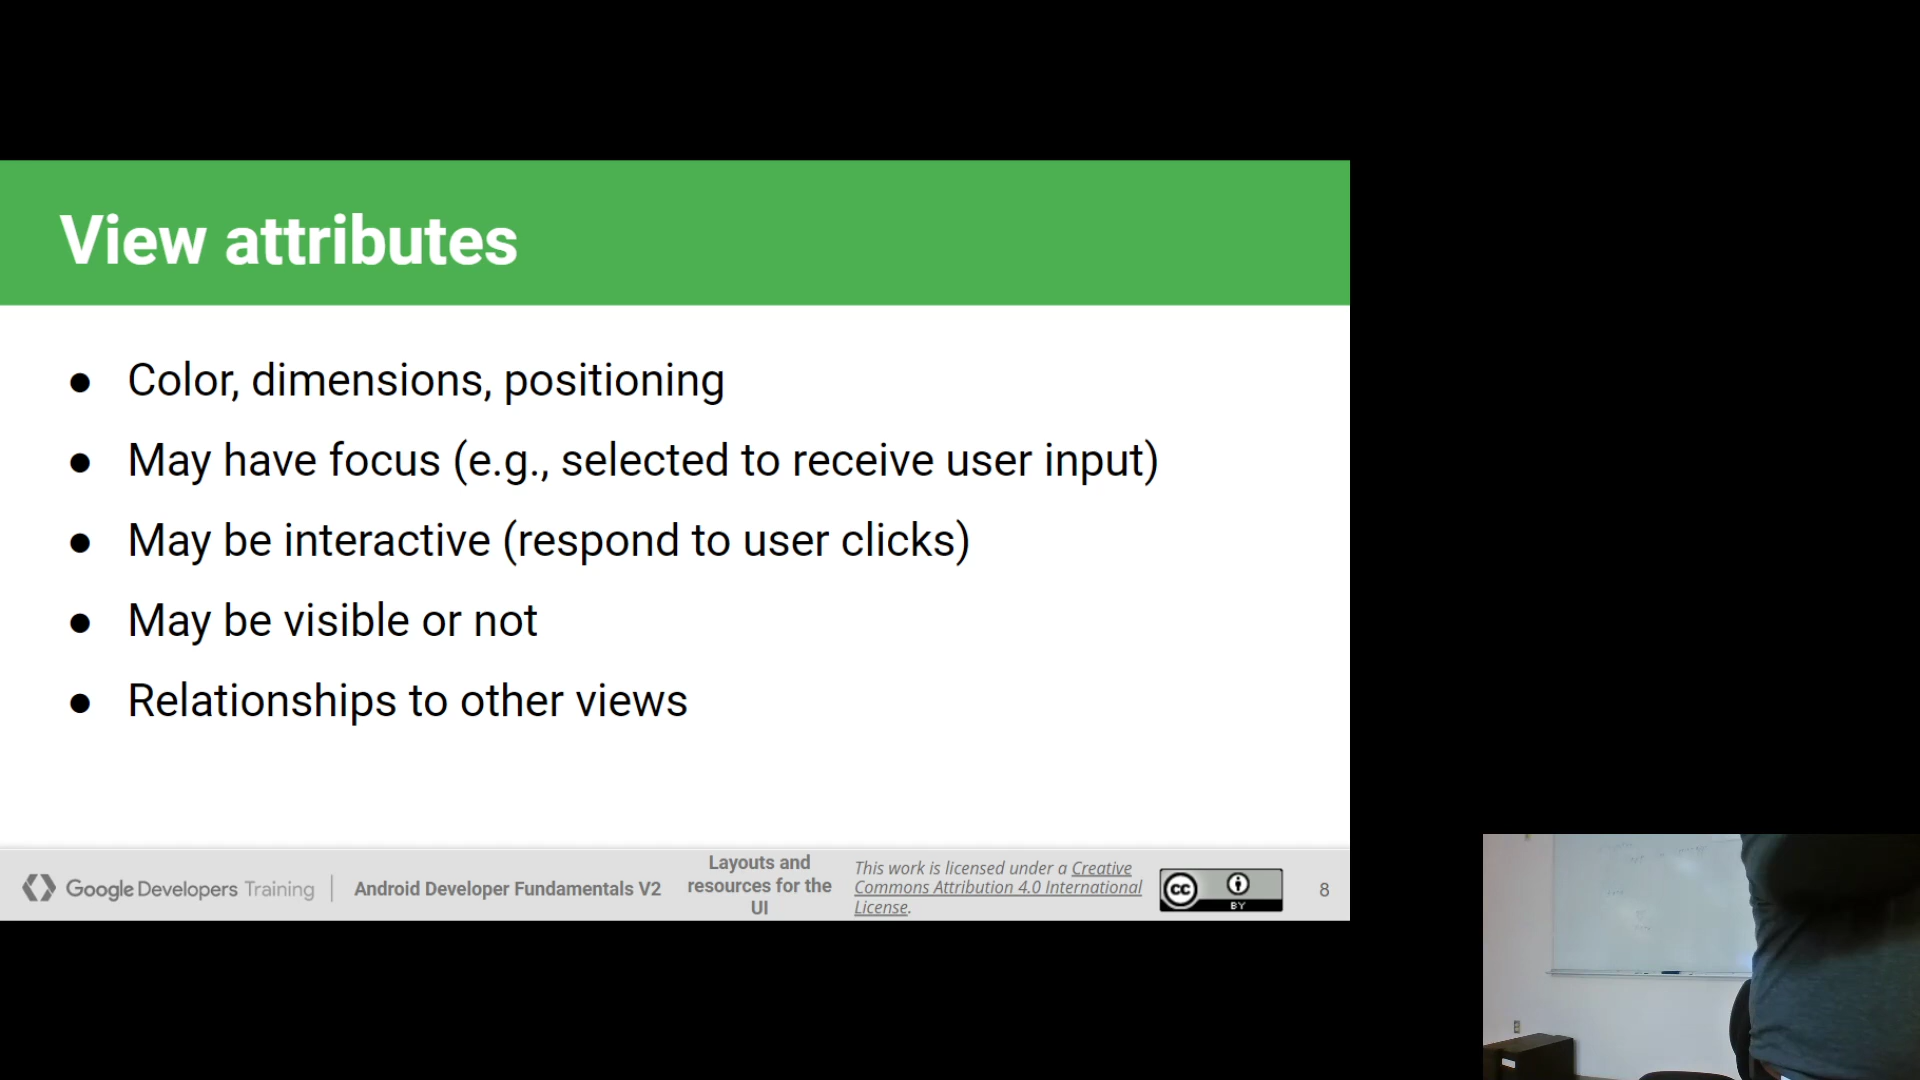 View attributes
● Color, dimensions, positioning
● May have focus (e.g., selected to receive user input)
● May be interactive (respond to user clicks)
● May be visible or not
● Relationships to other views
Google Developers Training
Android Developer Fundamentals V2
Layouts and
resources for the
UI
This work is licensed under a Creative
Commons Attribution 4.0 International
License.
cc
BY
8